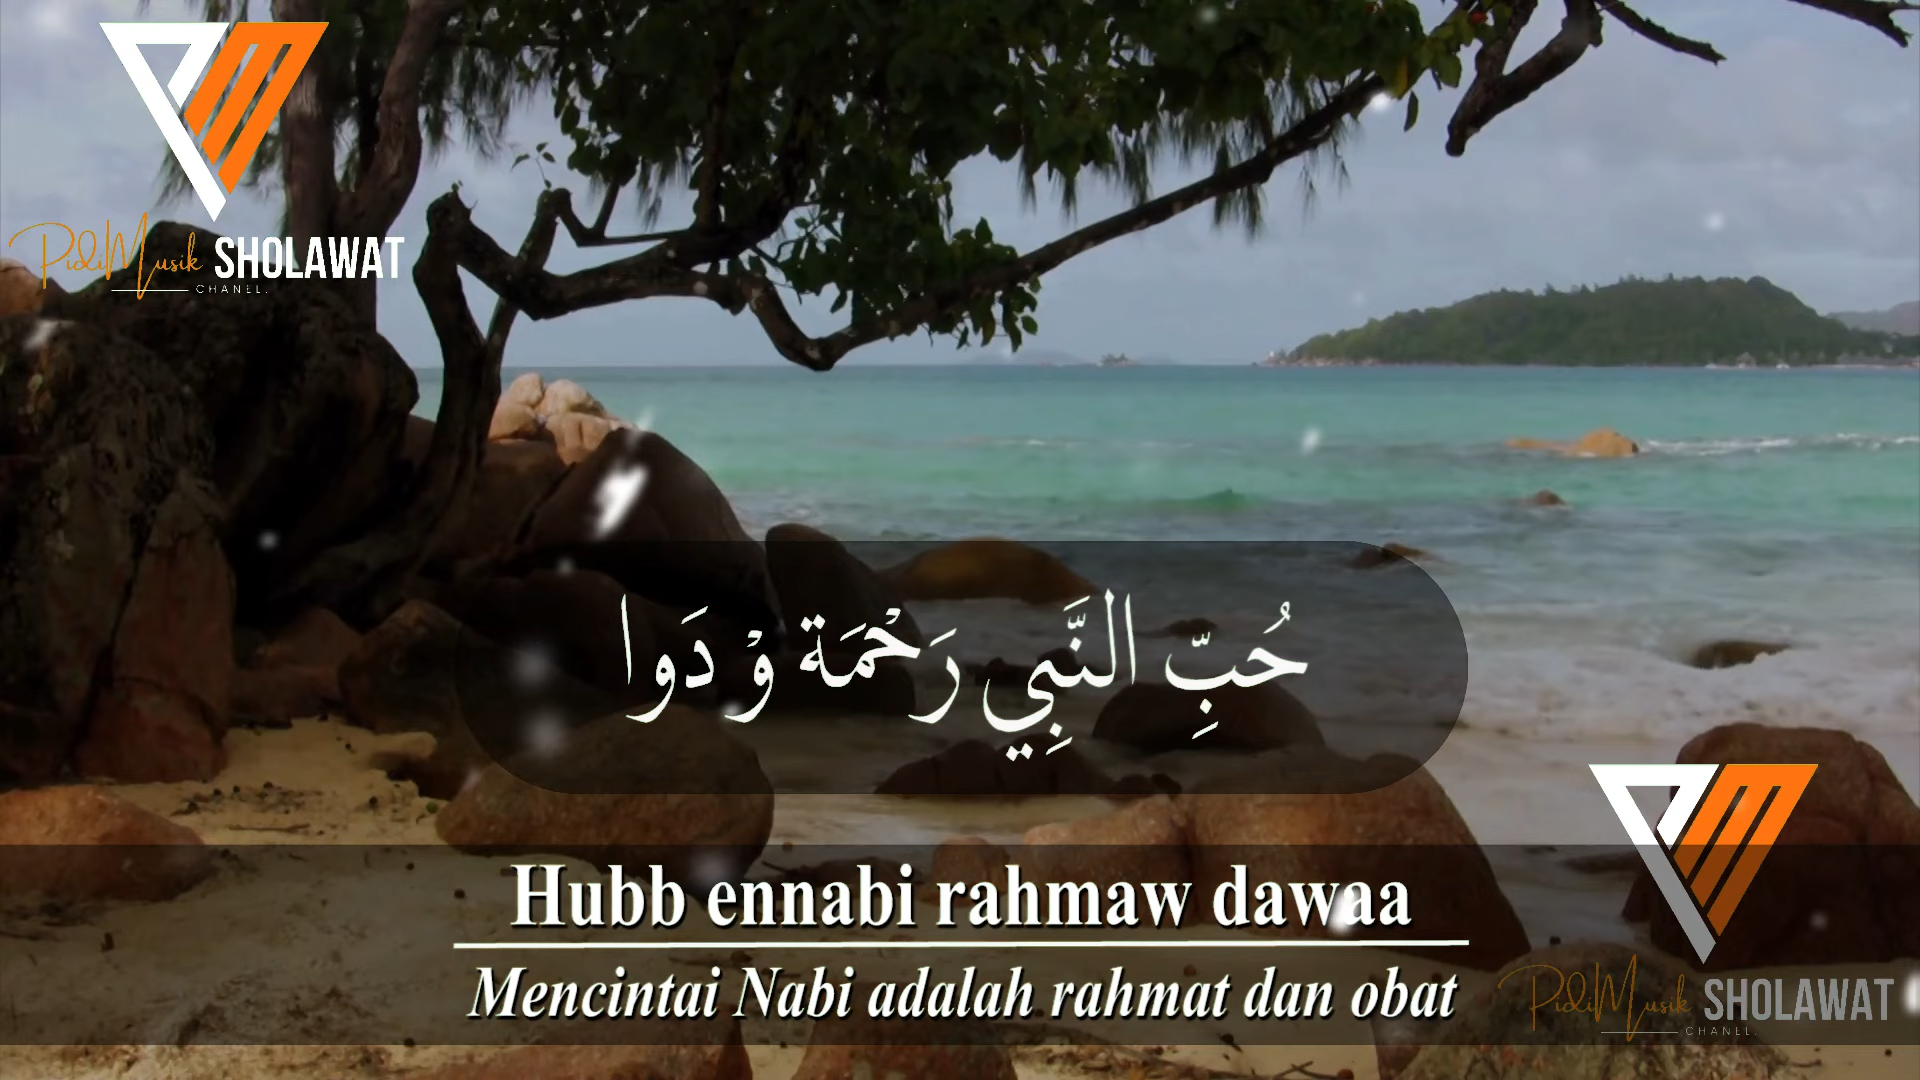 PidiMusik SHOLAWAT
CHANEL.
حُبِّ النَّبِي رَحْمَة وْ دَوا
Hubb ennabi rahmaw dawaa
Mencintai Nabi adalah rahmat dan obat
PidiMusik SHOLAWAT
CHANEL.